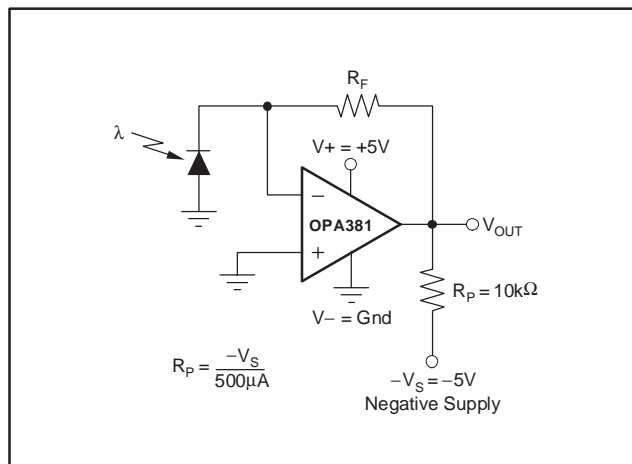 R_F
λ
V+ = +5V
−
OPA381
+
V_OUT
R_P = 10kΩ
V− = Gnd
R_P = −V_S / 500µA
−V_S = −5V
Negative Supply